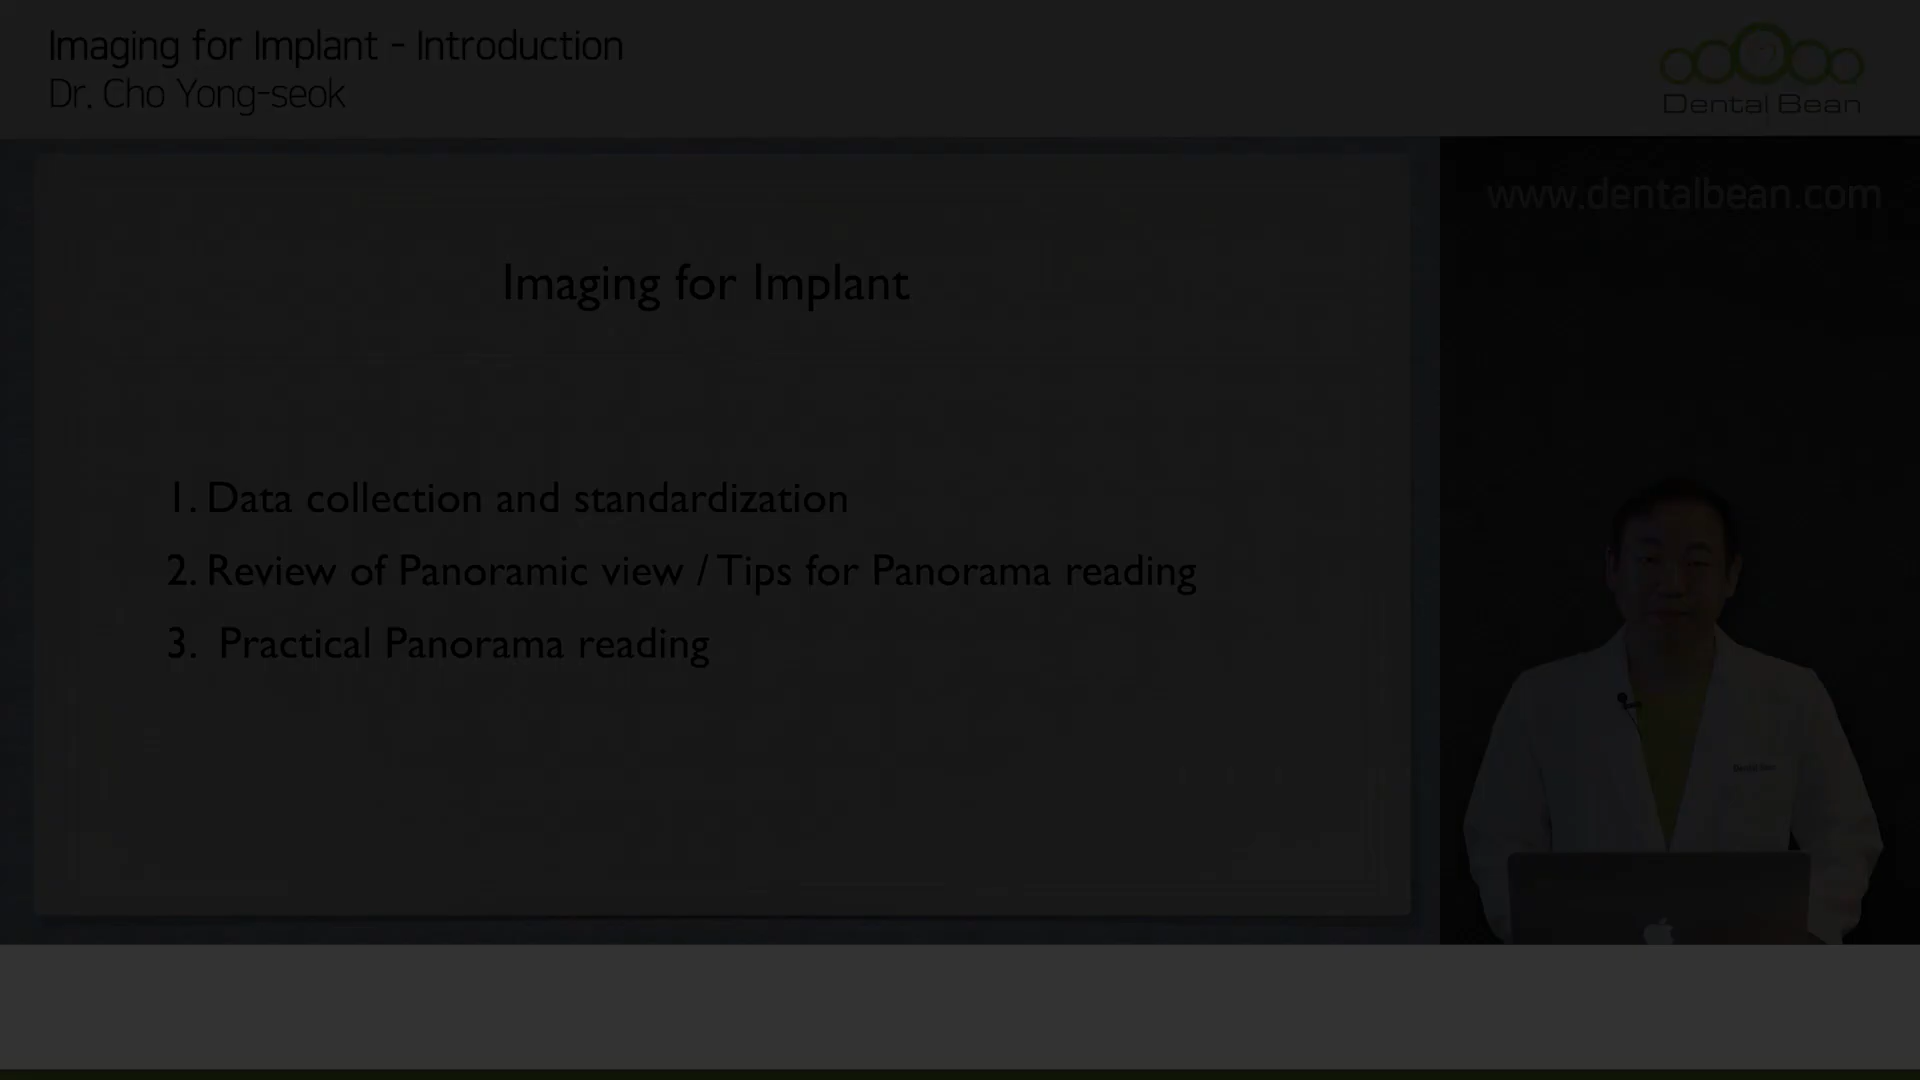 Imaging for Implant - Introduction
Dr. Cho Yong-seok
Dental Bean
www.dentalbean.com
Imaging for Implant
1. Data collection and standardization
2. Review of Panoramic view / Tips for Panorama reading
3. Practical Panorama reading